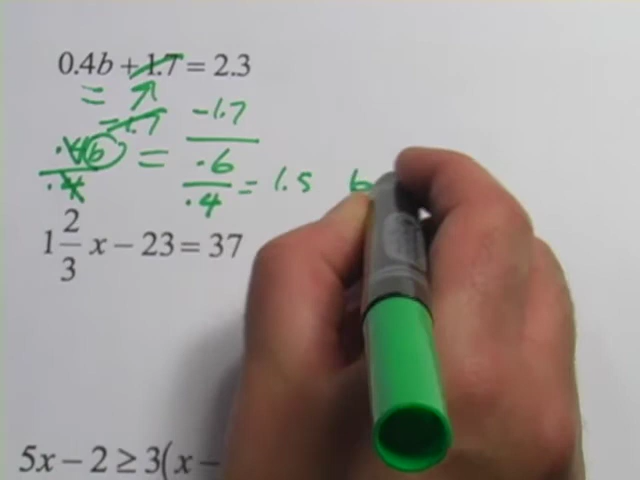 0.4b + 1.7 = 2.3
= 
-1.7 -1.7
.4b = .6
.4 .4 = 1.5 b
1 2/3 x − 23 = 37
5x − 2 ≥ 3(x −